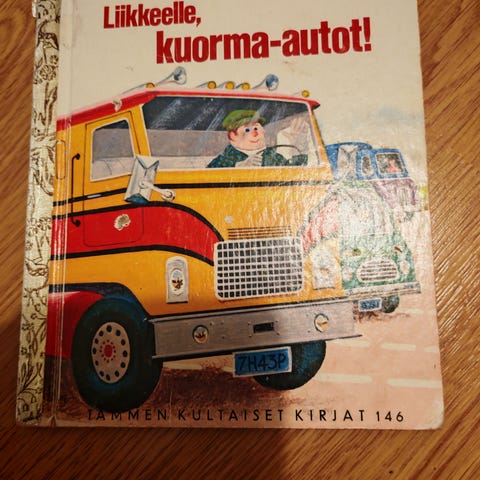 Liikkeelle,
kuorma-autot!
7H43P
TAMMEN KULTAISET KIRJAT 146